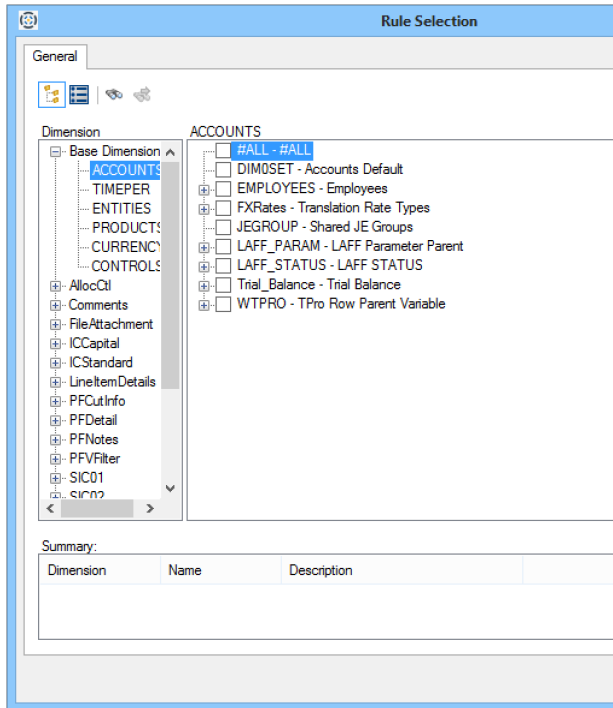 Rule Selection
General
Dimension
Base Dimension
ACCOUNTS
TIMEPER
ENTITIES
PRODUCTS
CURRENCY
CONTROLS
AllocCtl
Comments
FileAttachment
ICCapital
ICStandard
LineItemDetails
PFCutInfo
PFDetail
PFNotes
PFVFilter
SIC01
SIC02
ACCOUNTS
#ALL - #ALL
DIM0SET - Accounts Default
EMPLOYEES - Employees
FXRates - Translation Rate Types
JEGROUP - Shared JE Groups
LAFF_PARAM - LAFF Parameter Parent
LAFF_STATUS - LAFF STATUS
Trial_Balance - Trial Balance
WTPRO - TPro Row Parent Variable
Summary:
Dimension Name Description